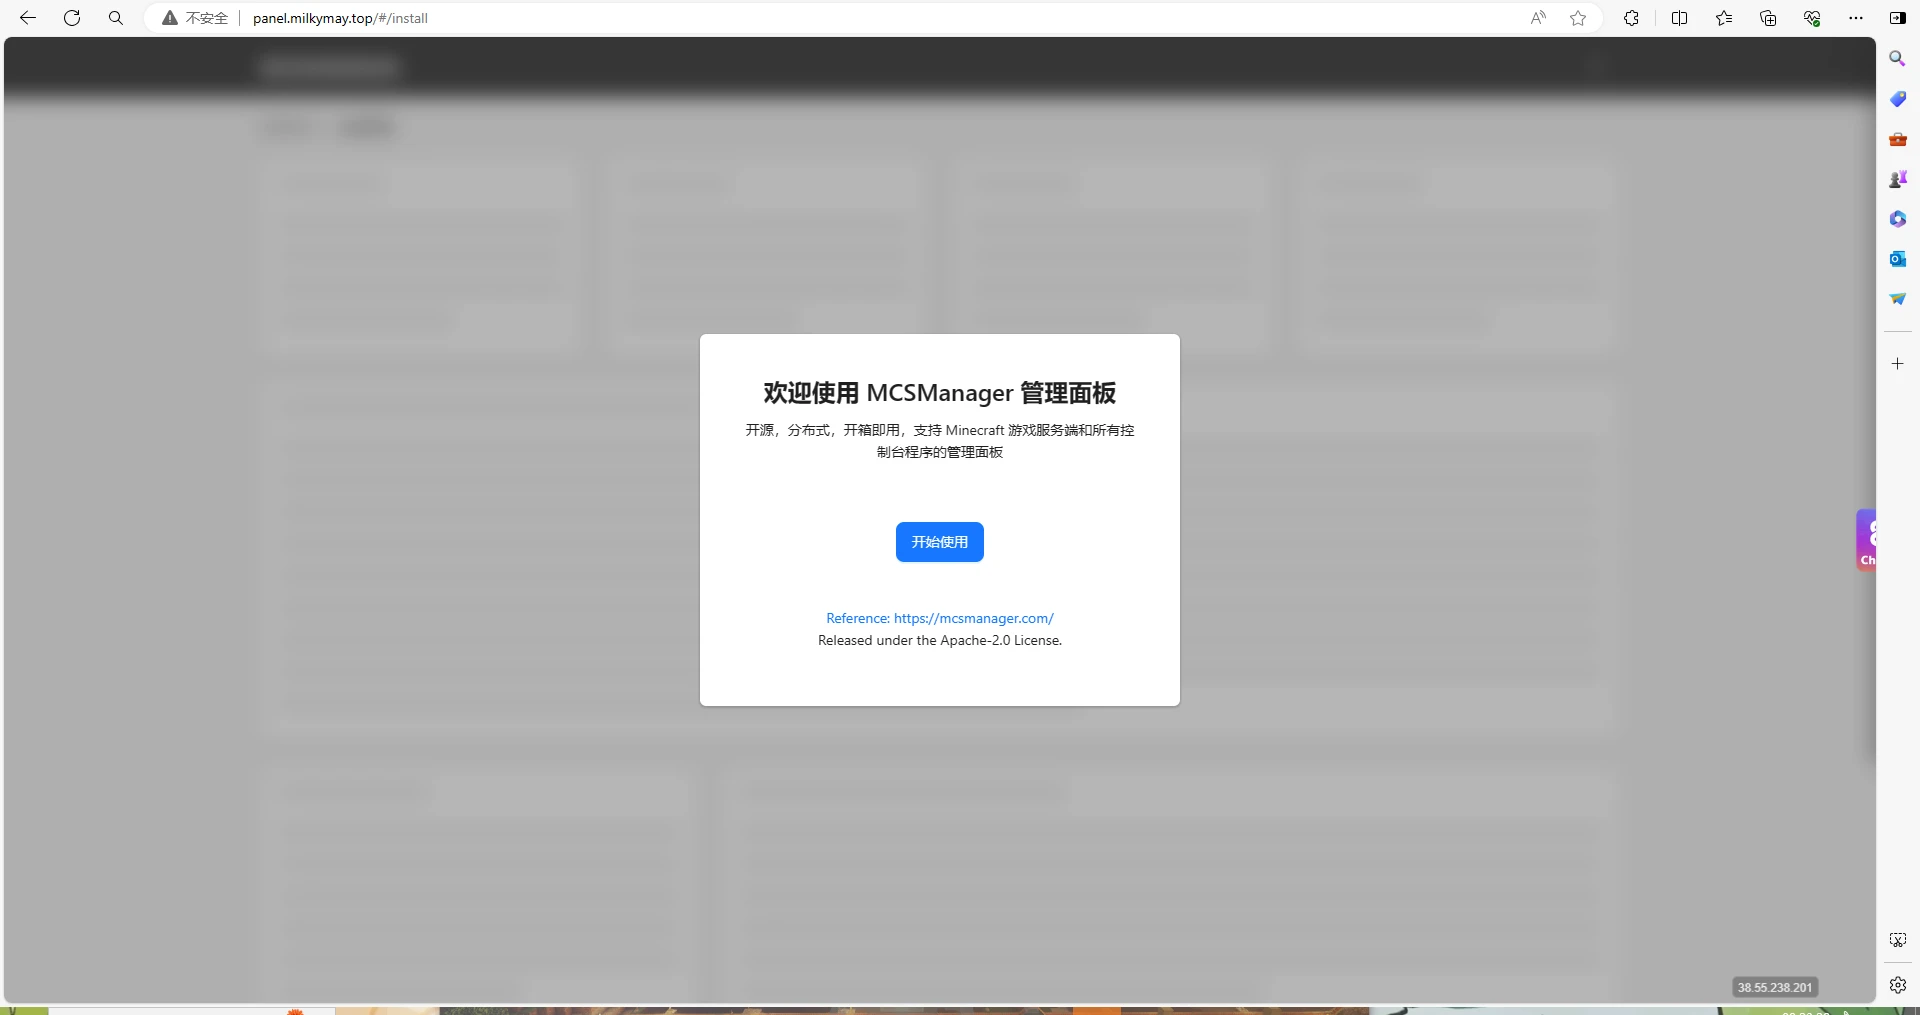 不安全
panel.milkymay.top/#/install
欢迎使用 MCSManager 管理面板
开源，分布式，开箱即用，支持 Minecraft 游戏服务端和所有控
制台程序的管理面板
开始使用
Reference: https://mcsmanager.com/
Released under the Apache-2.0 License.
Ch
38.55.238.201